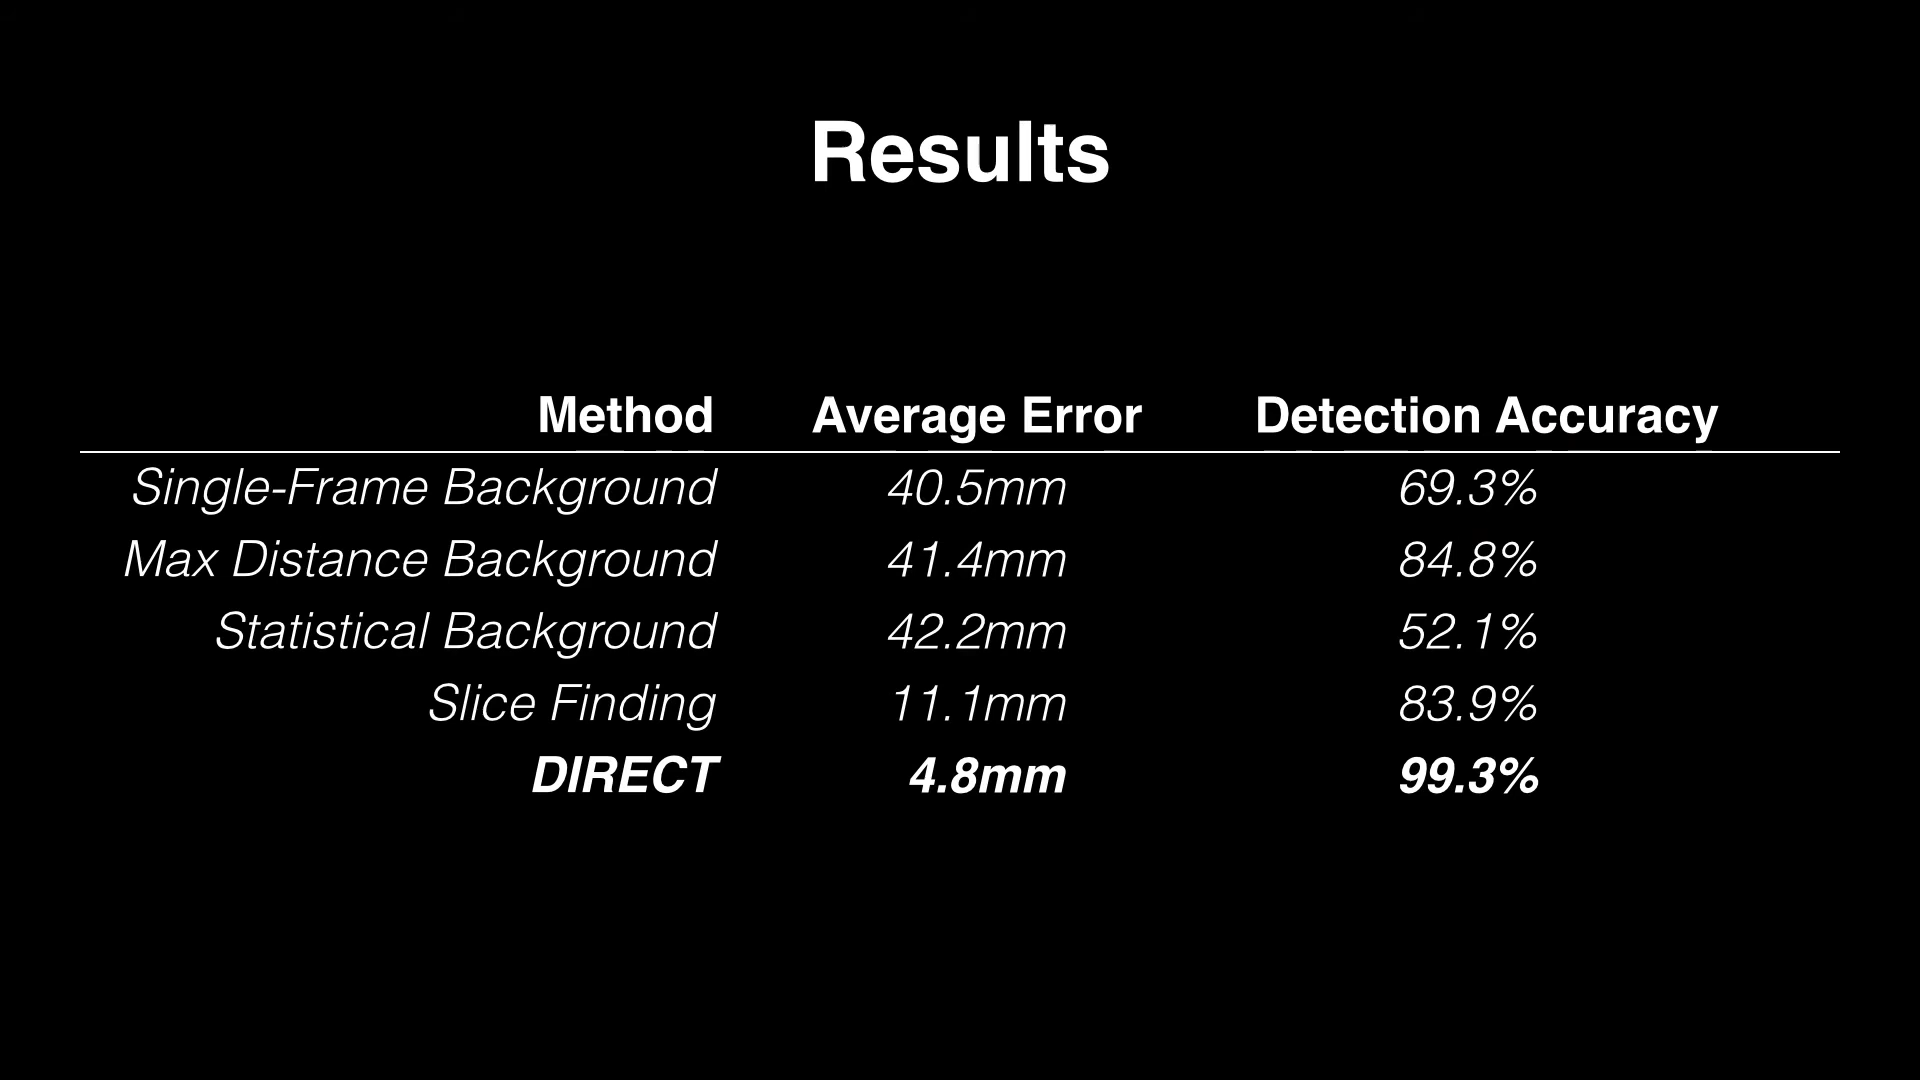 Results
Method Average Error Detection Accuracy
Single-Frame Background 40.5mm 69.3%
Max Distance Background 41.4mm 84.8%
Statistical Background 42.2mm 52.1%
Slice Finding 11.1mm 83.9%
DIRECT 4.8mm 99.3%